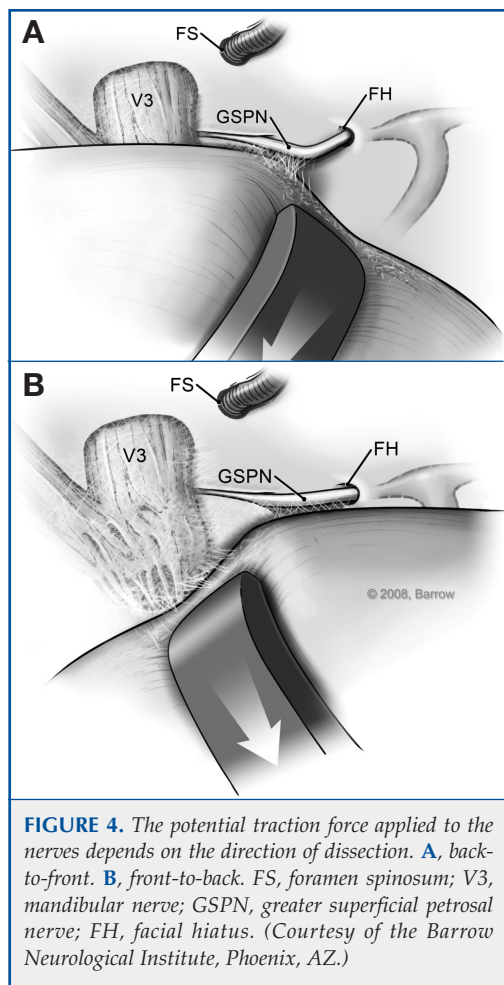 A
FS
V3
GSPN
FH
B
FS
V3
GSPN
FH
© 2008, Barrow
FIGURE 4. The potential traction force applied to the
nerves depends on the direction of dissection. A, back-
to-front. B, front-to-back. FS, foramen spinosum; V3,
mandibular nerve; GSPN, greater superficial petrosal
nerve; FH, facial hiatus. (Courtesy of the Barrow
Neurological Institute, Phoenix, AZ.)